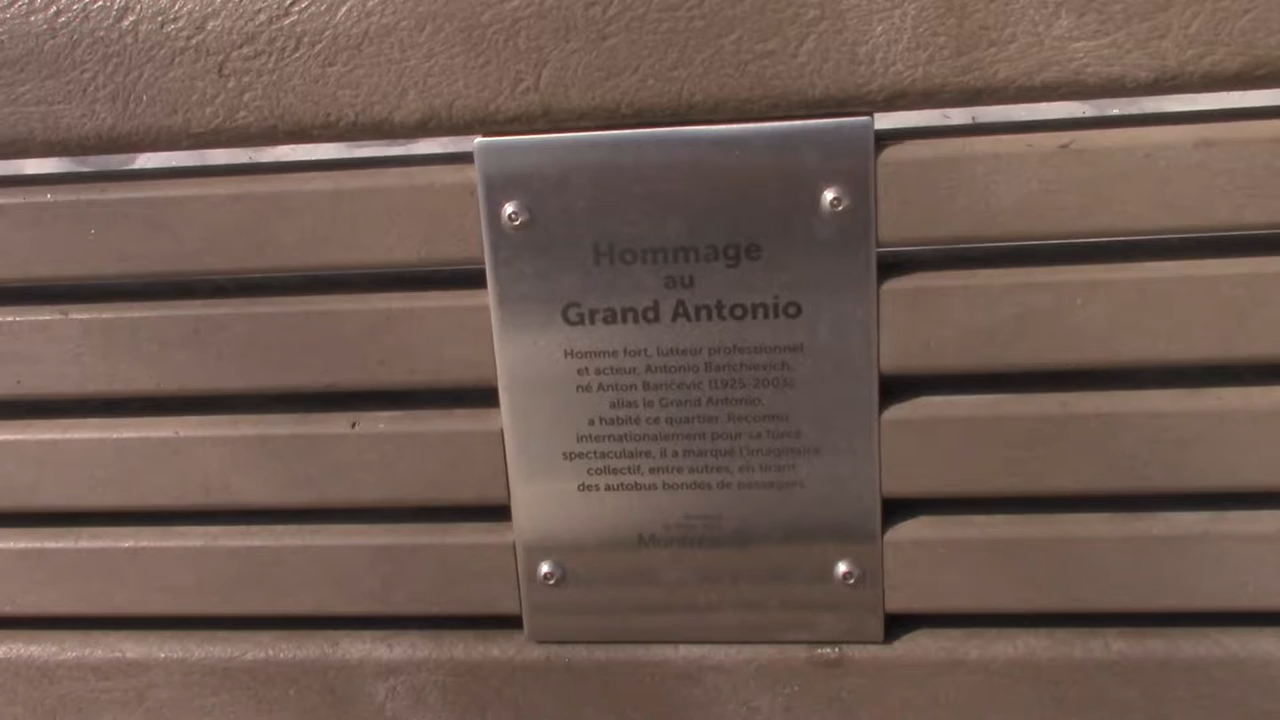 Hommage
au
Grand Antonio
Homme fort, lutteur professionnel
et acteur, Antonio Barichievich,
né Anton Baričević (1925-2003)
alias le Grand Antonio,
a habité ce quartier. Reconnu
internationalement pour sa force
spectaculaire, il a marqué l'imaginaire
collectif, entre autres, en tirant
des autobus bondés de passagers
Montréal